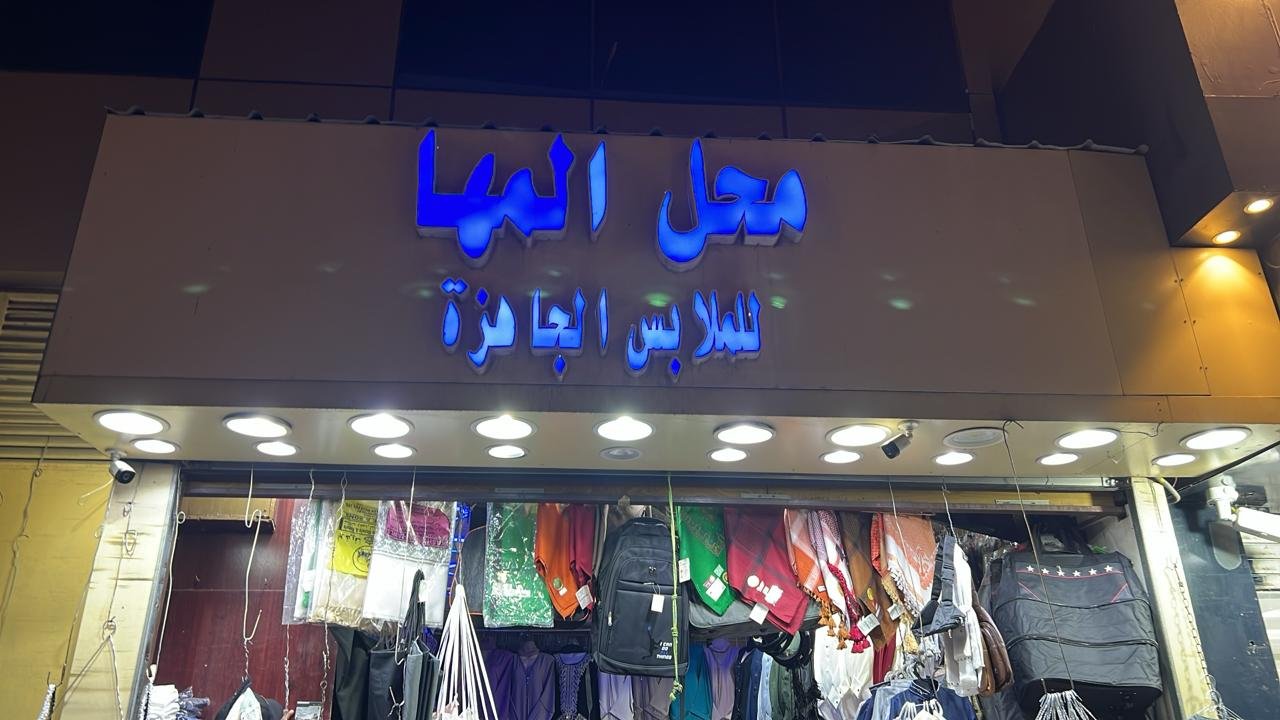 محل المها
للملابس الجاهزة